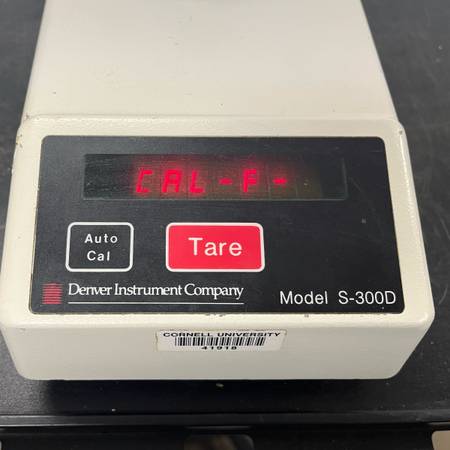 CAL-F-
Auto
Cal
Tare
Denver Instrument Company
Model S-300D
CORNELL UNIVERSITY
41918